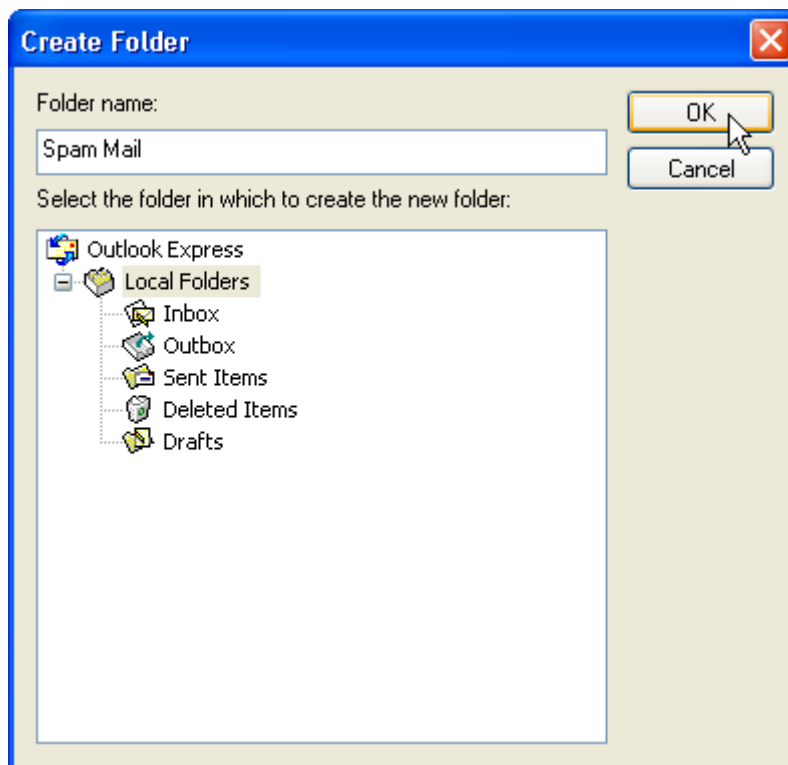 Create Folder
Folder name:
OK
Spam Mail
Cancel
Select the folder in which to create the new folder:
Outlook Express
Local Folders
Inbox
Outbox
Sent Items
Deleted Items
Drafts